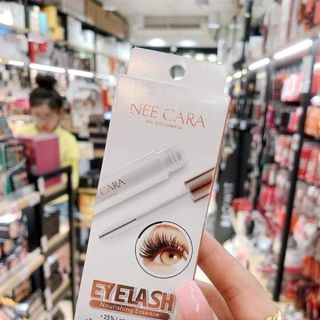 NEE CARA
BE COLORFUL
CARA
EYELASH
Nourishing Essence